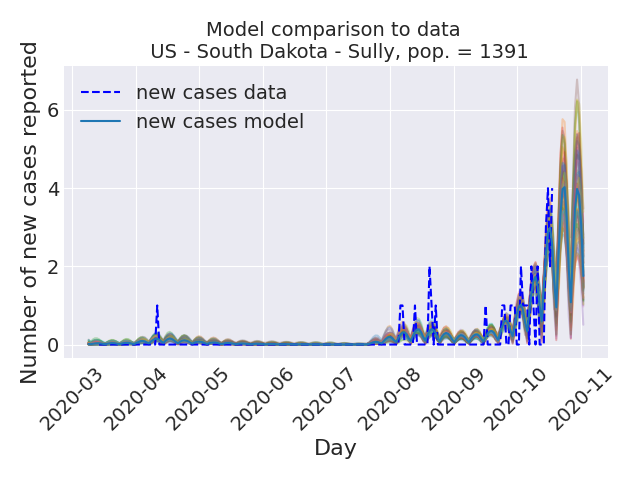 Model comparison to data
US - South Dakota - Sully, pop. = 1391
Number of new cases reported
new cases data
new cases model
6
4
2
0
2020-03
2020-04
2020-05
2020-06
2020-07
2020-08
2020-09
2020-10
2020-11
Day